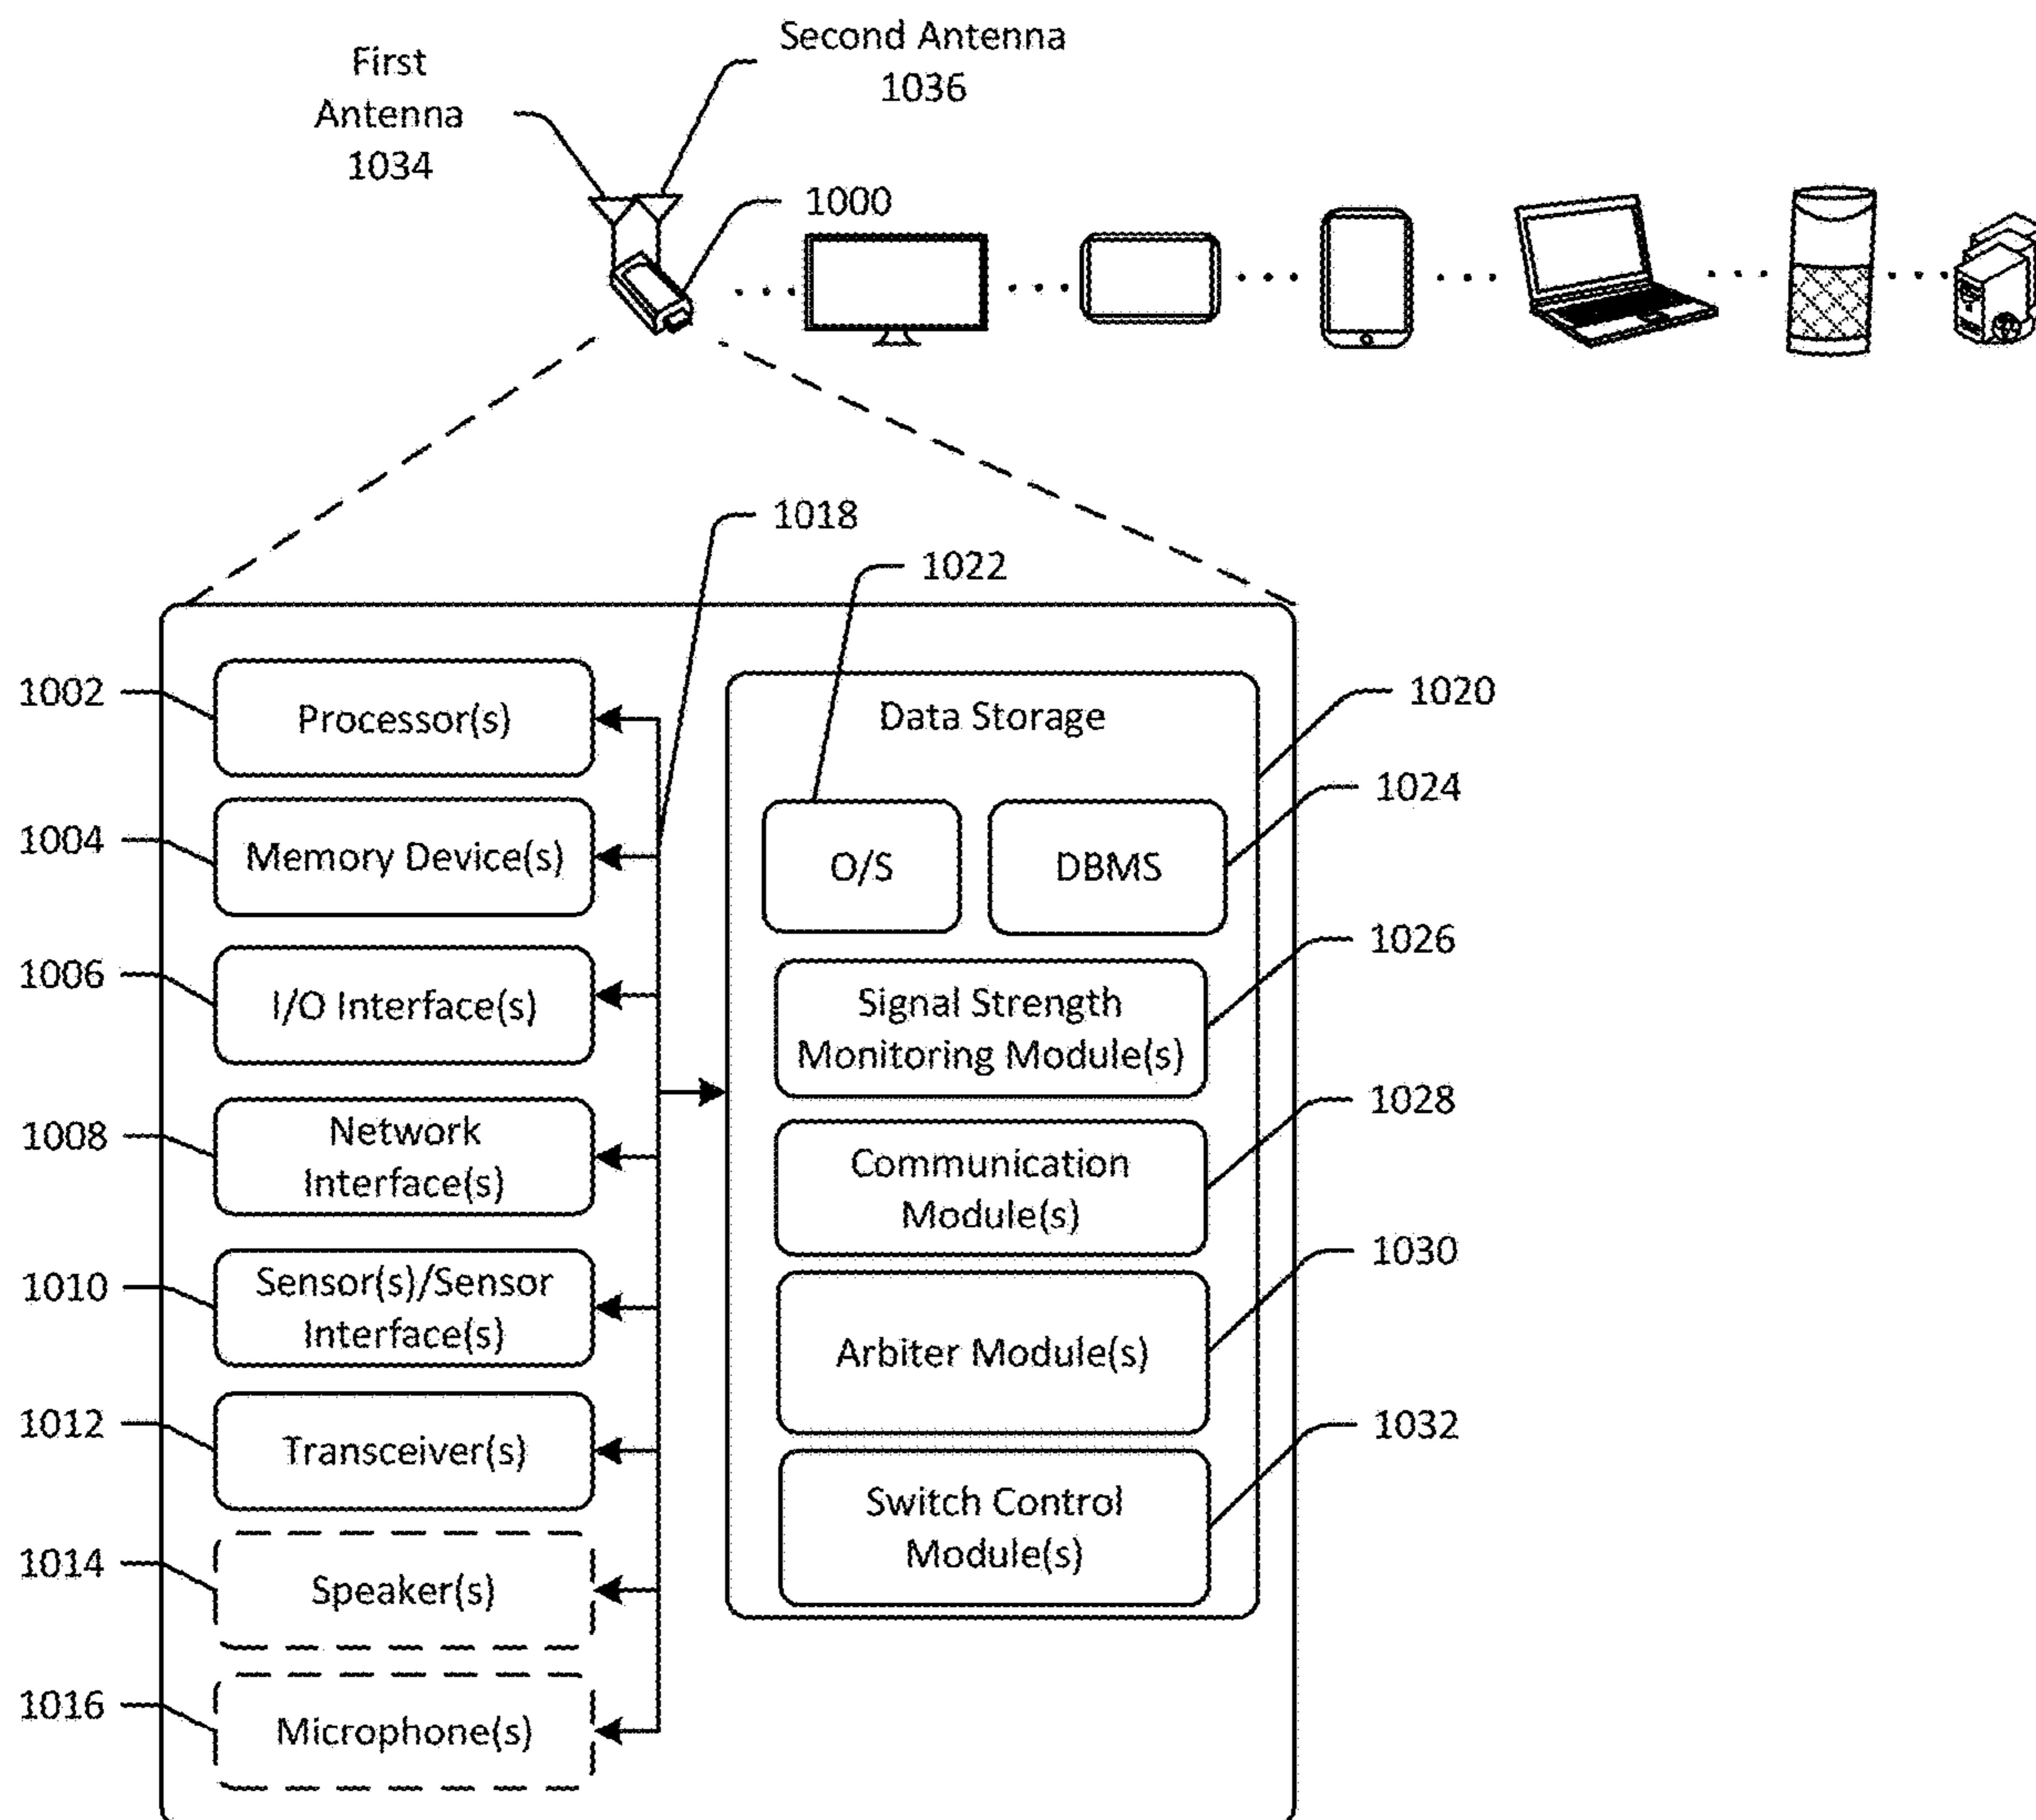 First
Antenna
1034
Second Antenna
1036
1000
1018
1022
1002
Processor(s)
1004
Memory Device(s)
1006
I/O Interface(s)
1008
Network
Interface(s)
1010
Sensor(s)/Sensor
Interface(s)
1012
Transceiver(s)
1014
Speaker(s)
1016
Microphone(s)
Data Storage
1020
O/S
DBMS
1024
Signal Strength
Monitoring Module(s)
1026
Communication
Module(s)
1028
Arbiter Module(s)
1030
Switch Control
Module(s)
1032